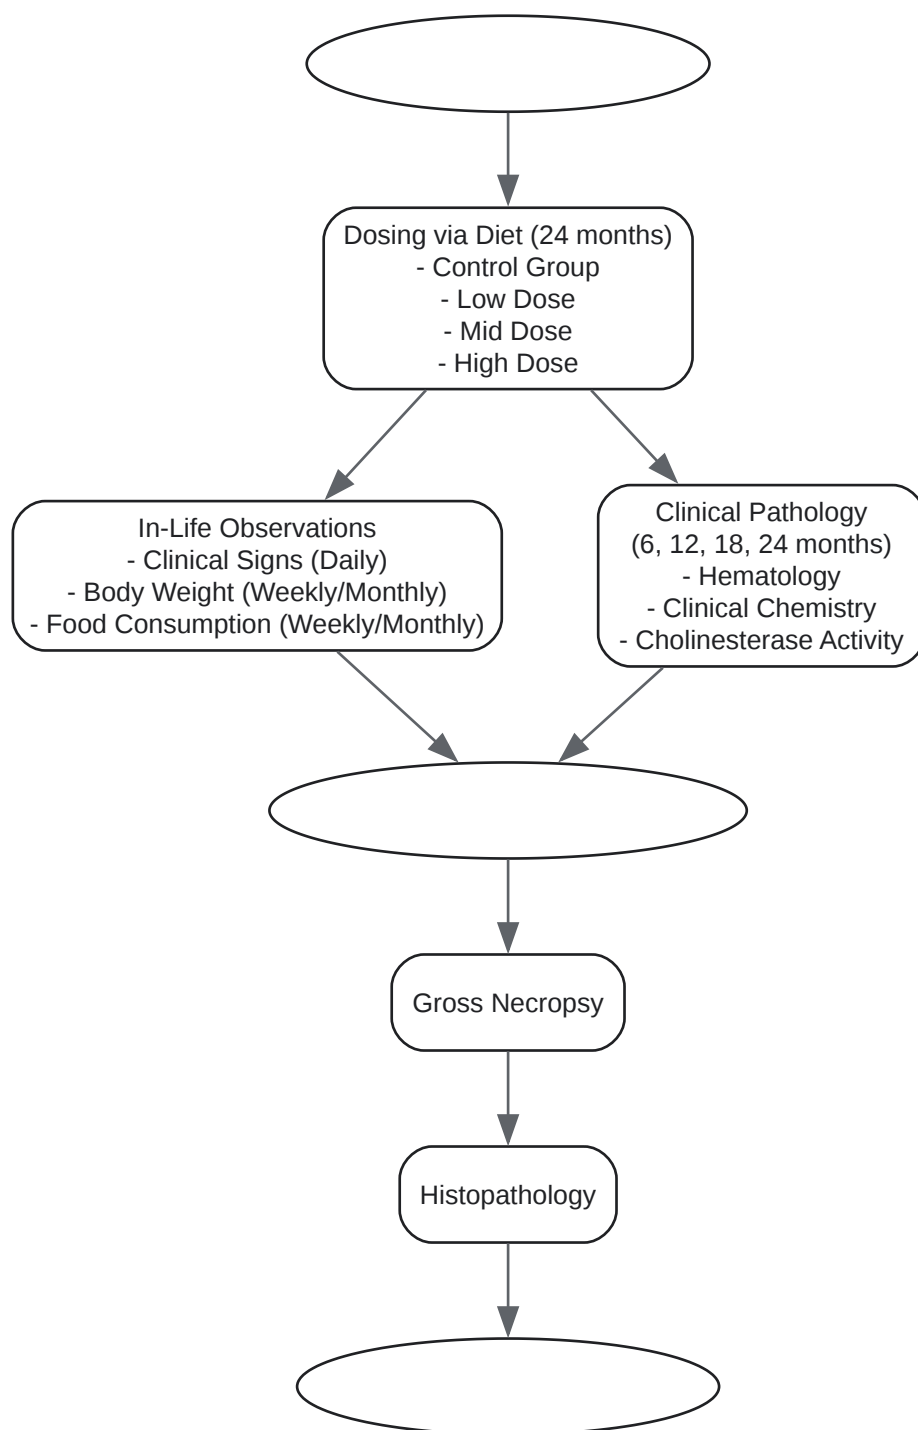 Dosing via Diet (24 months)
- Control Group
- Low Dose
- Mid Dose
- High Dose
In-Life Observations
- Clinical Signs (Daily)
- Body Weight (Weekly/Monthly)
- Food Consumption (Weekly/Monthly)
Clinical Pathology
(6, 12, 18, 24 months)
- Hematology
- Clinical Chemistry
- Cholinesterase Activity
Gross Necropsy
Histopathology